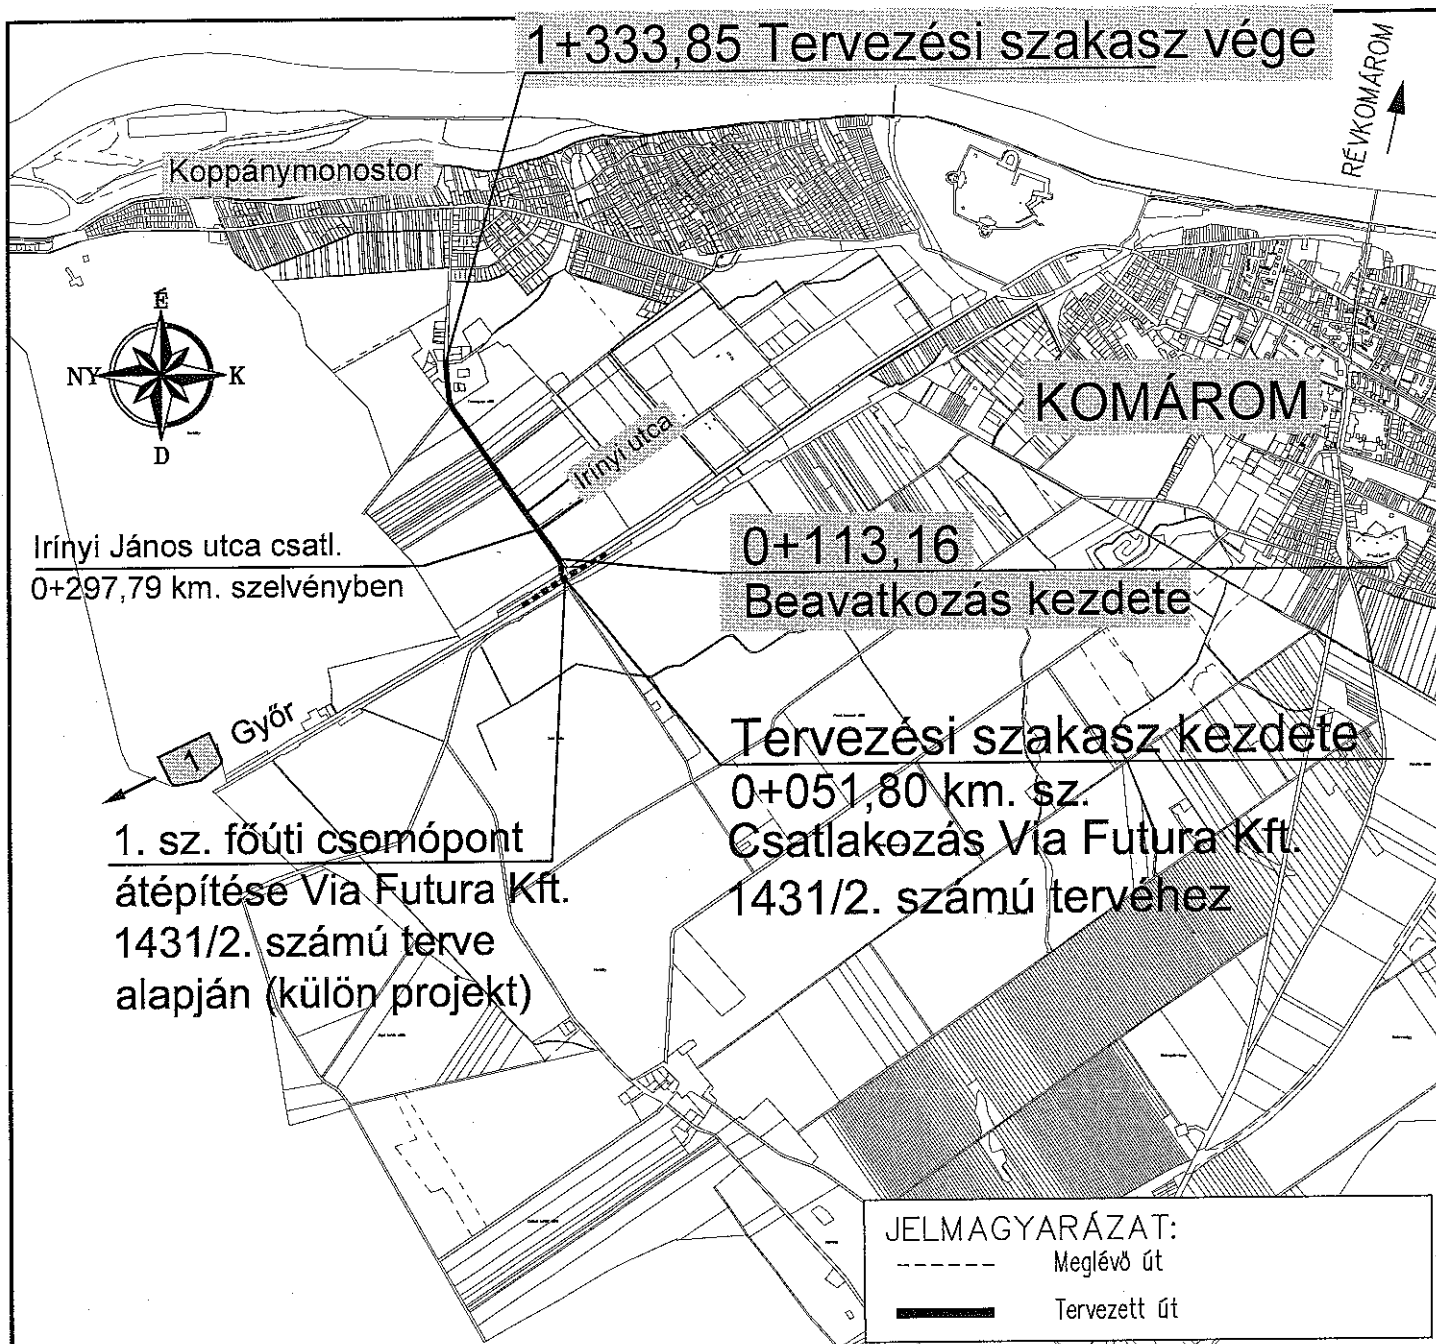 1+333,85 Tervezési szakasz vége
RÉVKOMÁROM
Koppánymonostor
É
NY
K
D
KOMÁROM
Irínyi utca
Irínyi János utca csatl.
0+297,79 km. szelvényben
0+113,16
Beavatkozás kezdete
Győr
1
Tervezési szakasz kezdete
0+051,80 km. sz.
Csatlakozás Via Futura Kft.
1431/2. számú tervéhez
1. sz. főúti csomópont
átépítése Via Futura Kft.
1431/2. számú terve
alapján (külön projekt)
JELMAGYARÁZAT:
Meglévő út
Tervezett út